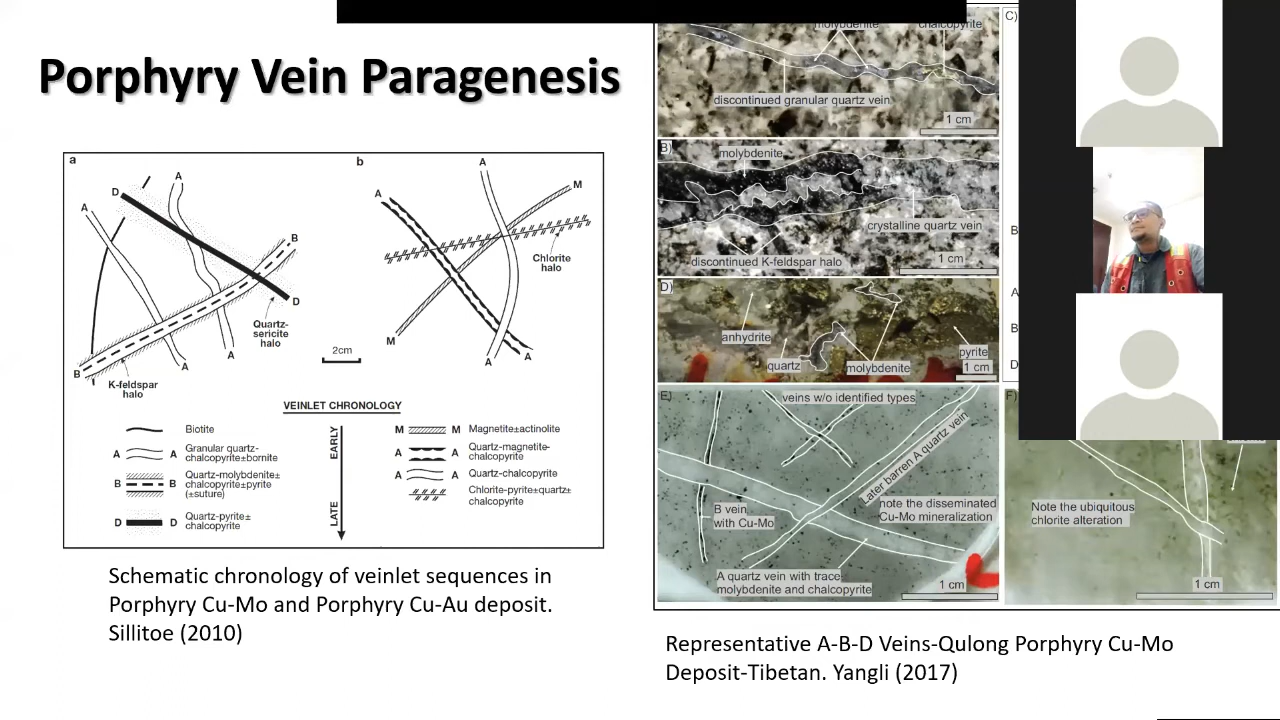 Porphyry Vein Paragenesis
a
b
A
D
A
B
B
A
A
D
Quartz-
sericite
halo
K-feldspar
halo
2cm
A
A
M
Chlorite
halo
M
A
A
VEINLET CHRONOLOGY
EARLY
LATE
Biotite
A A Granular quartz-
chalcopyrite±bornite
B B Quartz-molybdenite±
chalcopyrite±pyrite
(±suture)
D D Quartz-pyrite±
chalcopyrite
M M Magnetite±actinolite
A A Quartz-magnetite-
chalcopyrite
A A Quartz-chalcopyrite
Chlorite-pyrite±quartz±
chalcopyrite
Schematic chronology of veinlet sequences in
Porphyry Cu-Mo and Porphyry Cu-Au deposit.
Sillitoe (2010)
molybdenite
chalcopyrite
discontinued granular quartz vein
1 cm
B)
molybdenite
crystalline quartz vein
discontinued K-feldspar halo
1 cm
D)
anhydrite
quartz
molybdenite
pyrite
1 cm
E)
veins w/o identified types
Later barren A quartz vein
B vein
with Cu-Mo
note the disseminated
Cu-Mo mineralization
A quartz vein with trace
molybdenite and chalcopyrite
1 cm
C)
B
A
B
D
F)
Note the ubiquitous
chlorite alteration
1 cm
Representative A-B-D Veins-Qulong Porphyry Cu-Mo
Deposit-Tibetan. Yangli (2017)